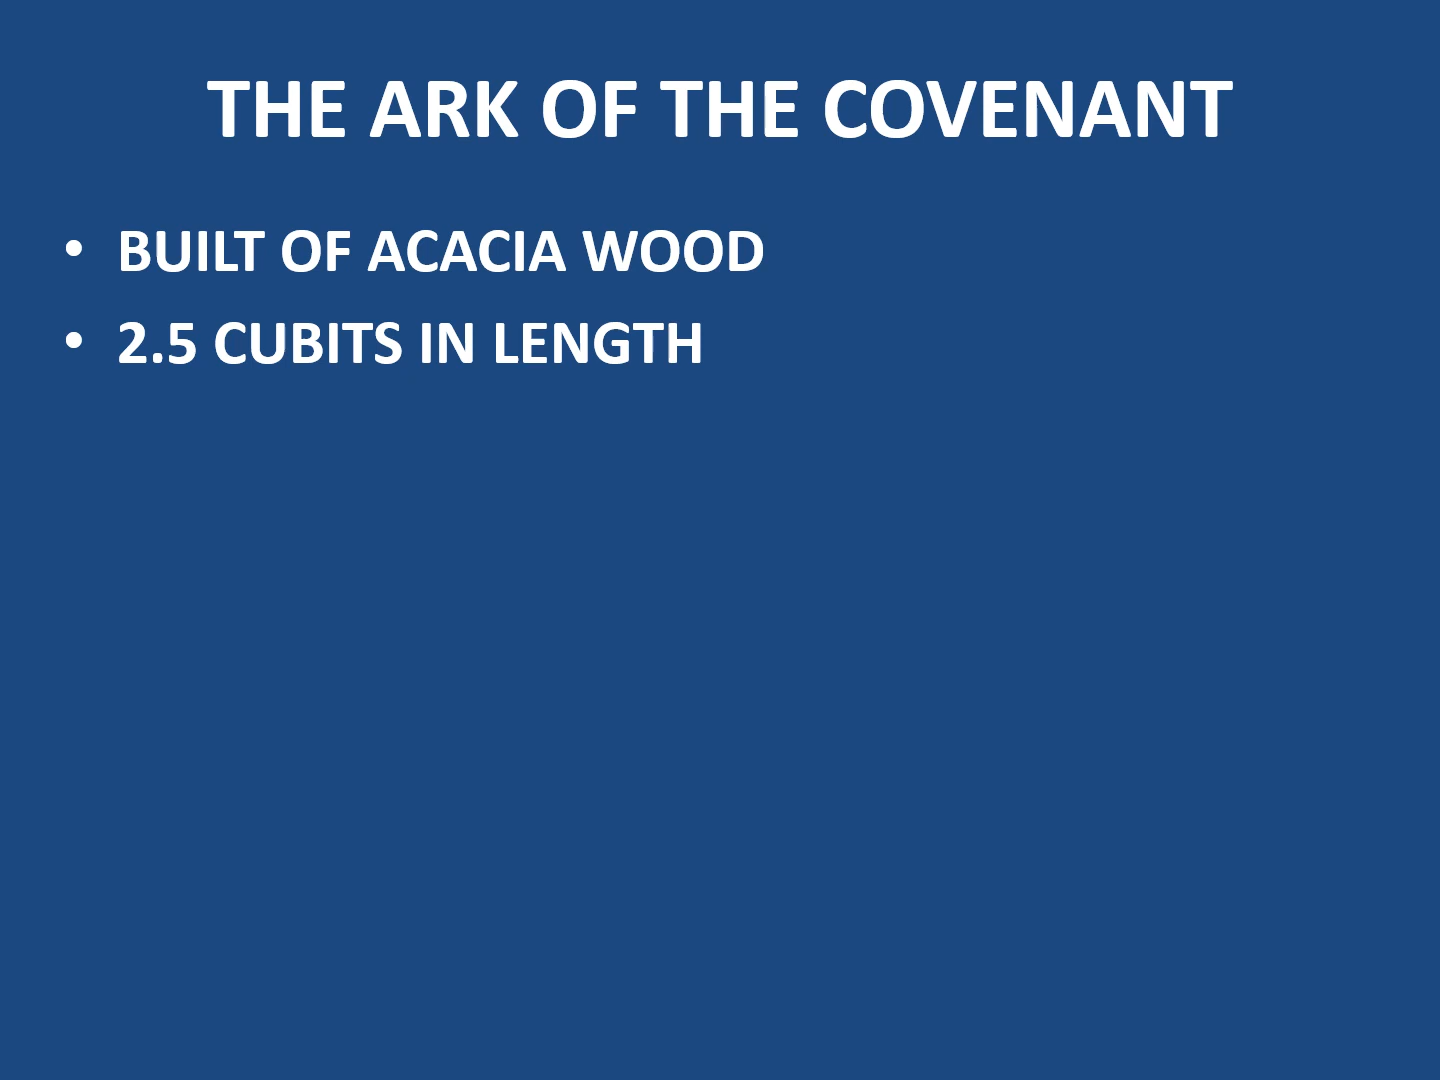 THE ARK OF THE COVENANT
• BUILT OF ACACIA WOOD
• 2.5 CUBITS IN LENGTH